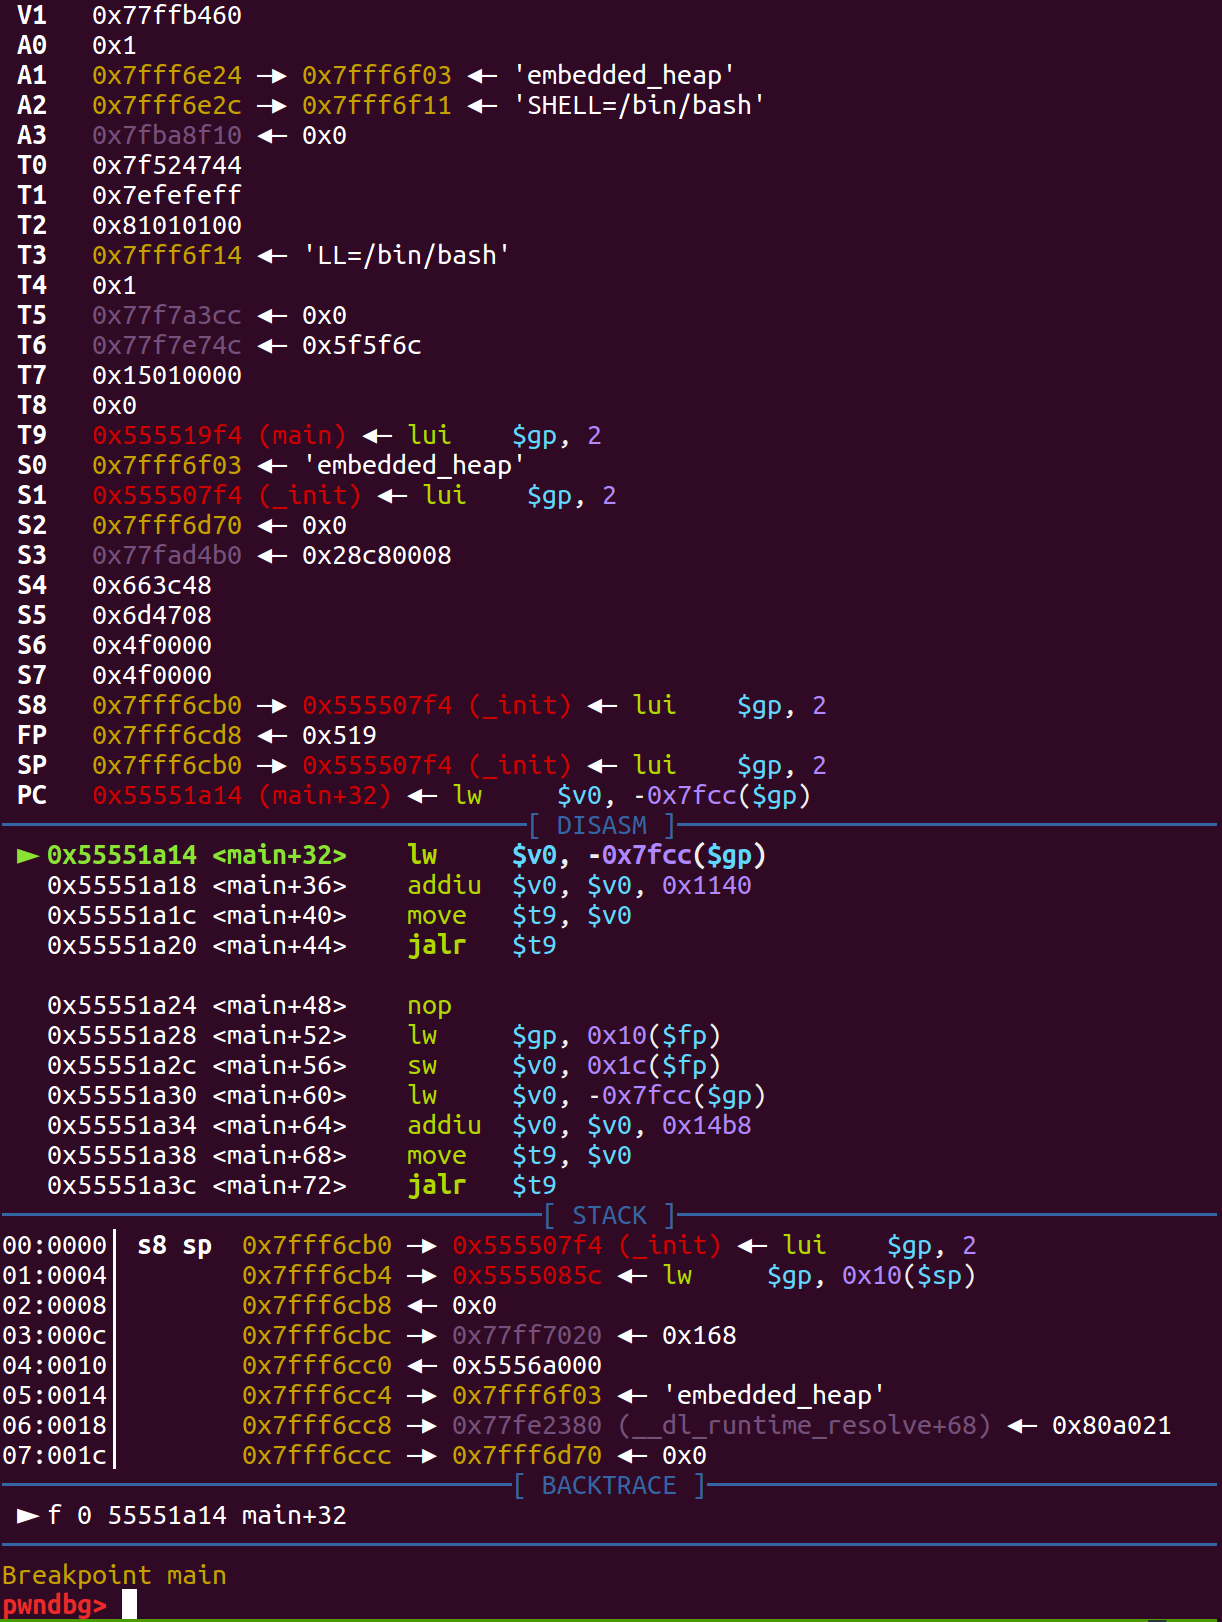 V1   0x77ffb460
A0   0x1
A1   0x7fff6e24 —▸ 0x7fff6f03 ◂— 'embedded_heap'
A2   0x7fff6e2c —▸ 0x7fff6f11 ◂— 'SHELL=/bin/bash'
A3   0x7fba8f10 ◂— 0x0
T0   0x7f524744
T1   0x7efefeff
T2   0x81010100
T3   0x7fff6f14 ◂— 'LL=/bin/bash'
T4   0x1
T5   0x77f7a3cc ◂— 0x0
T6   0x77f7e74c ◂— 0x5f5f6c
T7   0x15010000
T8   0x0
T9   0x555519f4 (main) ◂— lui    $gp, 2
S0   0x7fff6f03 ◂— 'embedded_heap'
S1   0x555507f4 (_init) ◂— lui    $gp, 2
S2   0x7fff6d70 ◂— 0x0
S3   0x77fad4b0 ◂— 0x28c80008
S4   0x663c48
S5   0x6d4708
S6   0x4f0000
S7   0x4f0000
S8   0x7fff6cb0 —▸ 0x555507f4 (_init) ◂— lui    $gp, 2
FP   0x7fff6cd8 ◂— 0x519
SP   0x7fff6cb0 —▸ 0x555507f4 (_init) ◂— lui    $gp, 2
PC   0x55551a14 (main+32) ◂— lw     $v0, -0x7fcc($gp)
[ DISASM ]
► 0x55551a14 <main+32>    lw     $v0, -0x7fcc($gp)
0x55551a18 <main+36>    addiu  $v0, $v0, 0x1140
0x55551a1c <main+40>    move   $t9, $v0
0x55551a20 <main+44>    jalr   $t9
0x55551a24 <main+48>    nop
0x55551a28 <main+52>    lw     $gp, 0x10($fp)
0x55551a2c <main+56>    sw     $v0, 0x1c($fp)
0x55551a30 <main+60>    lw     $v0, -0x7fcc($gp)
0x55551a34 <main+64>    addiu  $v0, $v0, 0x14b8
0x55551a38 <main+68>    move   $t9, $v0
0x55551a3c <main+72>    jalr   $t9
[ STACK ]
00:0000│ s8 sp  0x7fff6cb0 —▸ 0x555507f4 (_init) ◂— lui    $gp, 2
01:0004│        0x7fff6cb4 —▸ 0x5555085c ◂— lw     $gp, 0x10($sp)
02:0008│        0x7fff6cb8 ◂— 0x0
03:000c│        0x7fff6cbc —▸ 0x77ff7020 ◂— 0x168
04:0010│        0x7fff6cc0 ◂— 0x5556a000
05:0014│        0x7fff6cc4 —▸ 0x7fff6f03 ◂— 'embedded_heap'
06:0018│        0x7fff6cc8 —▸ 0x77fe2380 (__dl_runtime_resolve+68) ◂— 0x80a021
07:001c│        0x7fff6ccc —▸ 0x7fff6d70 ◂— 0x0
[ BACKTRACE ]
► f 0 55551a14 main+32
Breakpoint main
pwndbg>